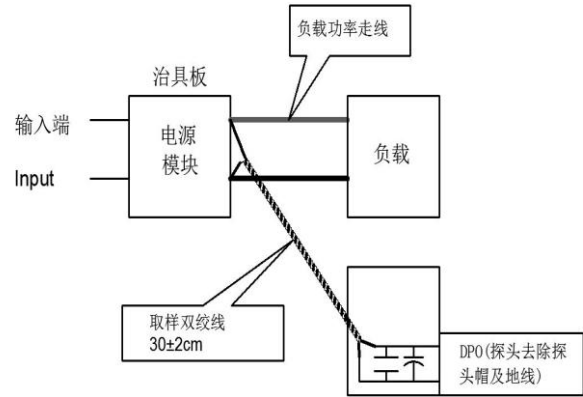 负载功率走线
治具板
输入端
电源
模块
负载
Input
取样双绞线
30±2cm
DPO(探头去除探
头帽及地线)